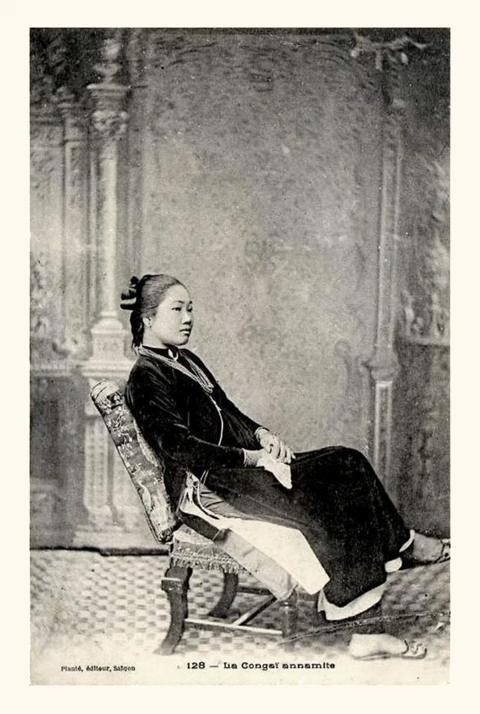 Planté, éditeur, Saïgon
128 — La Congaï annamite